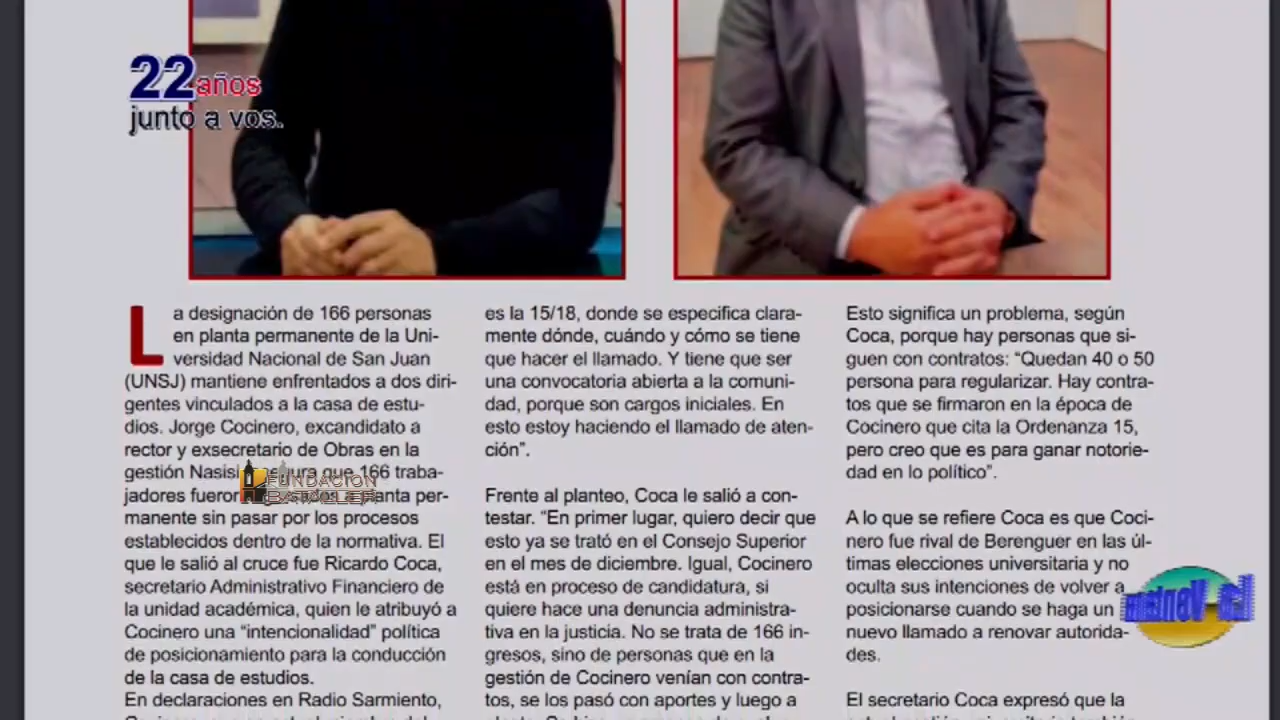 22 años
junto a vos.
La designación de 166 personas
en planta permanente de la Uni-
versidad Nacional de San Juan
(UNSJ) mantiene enfrentados a dos diri-
gentes vinculados a la casa de estu-
dios. Jorge Cocinero, excandidato a
rector y exsecretario de Obras en la
gestión Nasisi que 166 traba-
jadores fueron planta per-
manente sin pasar por los procesos
establecidos dentro de la normativa. El
que le salió al cruce fue Ricardo Coca,
secretario Administrativo Financiero de
la unidad académica, quien le atribuyó a
Cocinero una “intencionalidad” política
de posicionamiento para la conducción
de la casa de estudios.
En declaraciones en Radio Sarmiento,
FUNDACION
BATALLER
es la 15/18, donde se especifica clara-
mente dónde, cuándo y cómo se tiene
que hacer el llamado. Y tiene que ser
una convocatoria abierta a la comuni-
dad, porque son cargos iniciales. En
esto estoy haciendo el llamado de aten-
ción”.
Frente al planteo, Coca le salió a con-
testar. “En primer lugar, quiero decir que
esto ya se trató en el Consejo Superior
en el mes de diciembre. Igual, Cocinero
está en proceso de candidatura, si
quiere hace una denuncia administra-
tiva en la justicia. No se trata de 166 in-
gresos, sino de personas que en la
gestión de Cocinero venían con contra-
tos, se los pasó con aportes y luego a
Esto significa un problema, según
Coca, porque hay personas que si-
guen con contratos: “Quedan 40 o 50
persona para regularizar. Hay contra-
tos que se firmaron en la época de
Cocinero que cita la Ordenanza 15,
pero creo que es para ganar notorie-
dad en lo político”.
A lo que se refiere Coca es que Coci-
nero fue rival de Berenguer en las úl-
timas elecciones universitaria y no
oculta sus intenciones de volver a
posicionarse cuando se haga un
nuevo llamado a renovar autorida-
des.
El secretario Coca expresó que la